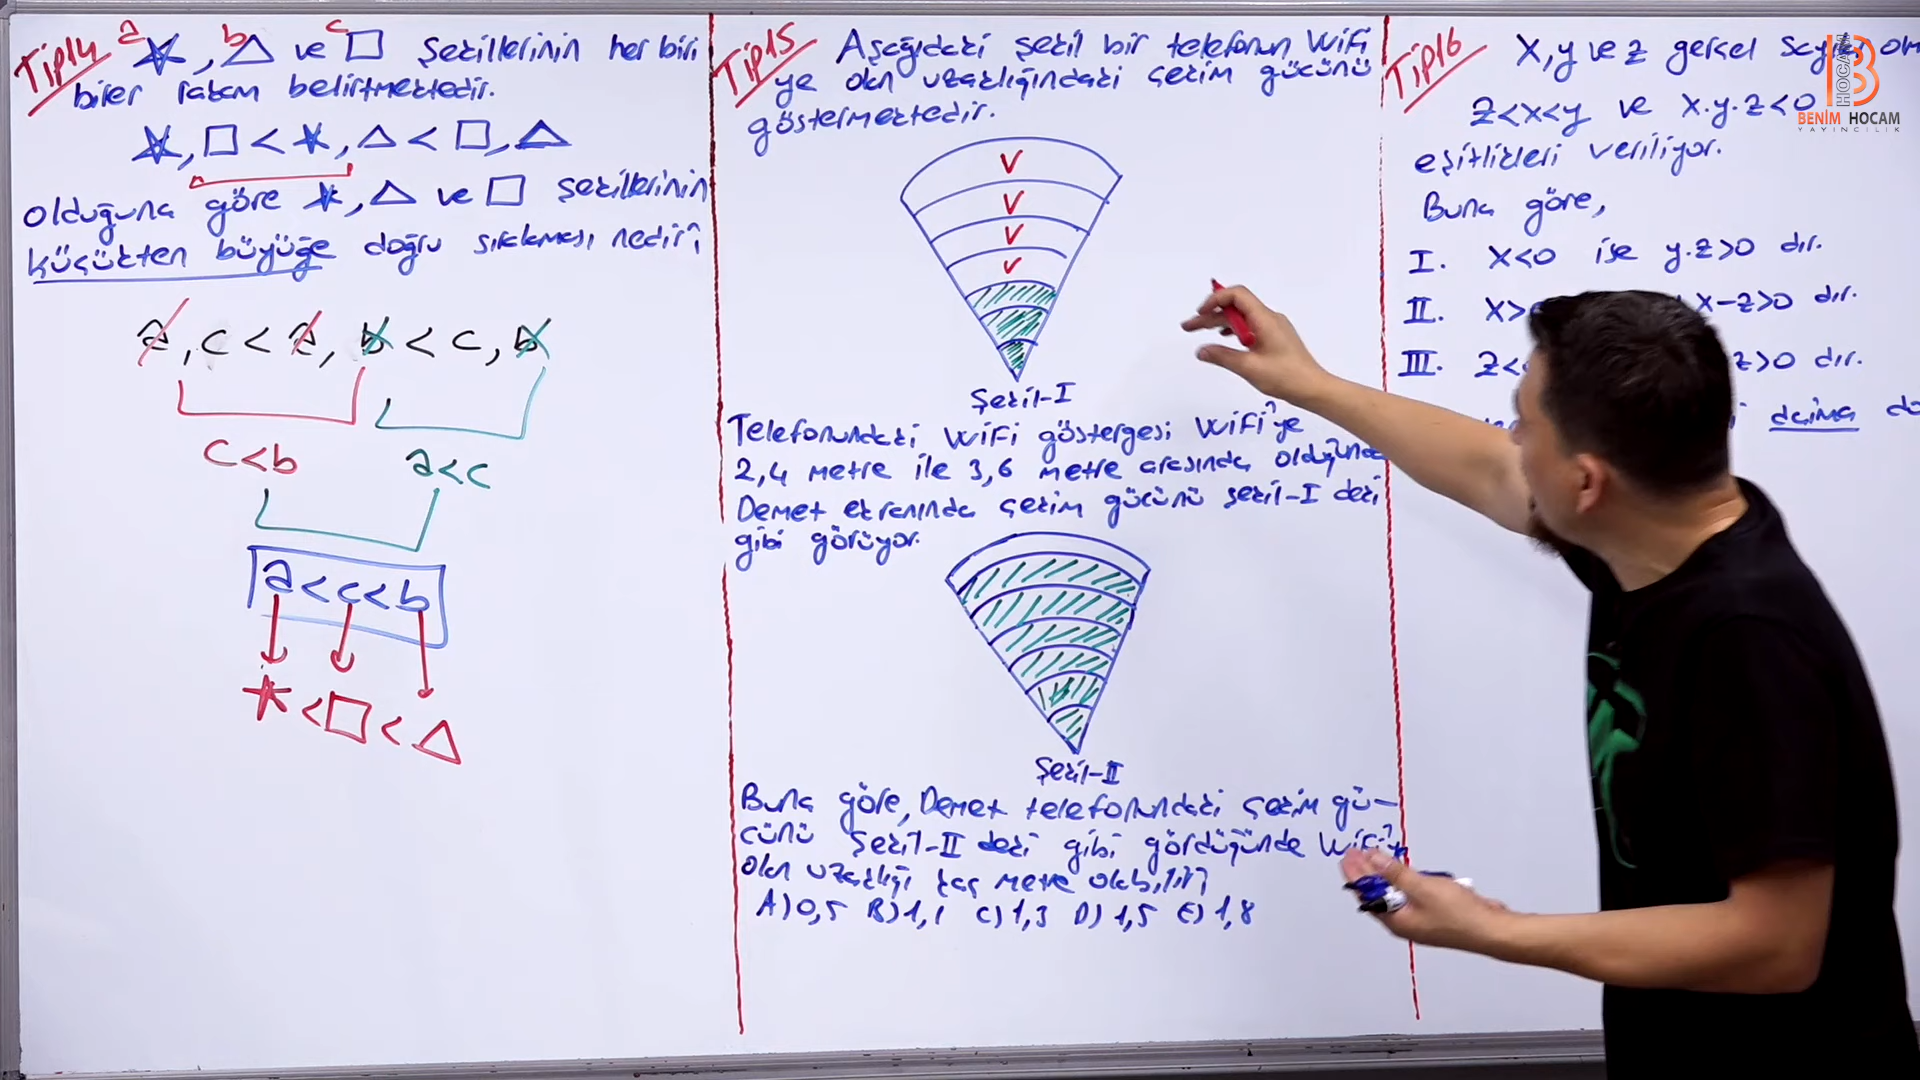 Tip14 ☆, △ ve □ Şekillerinin her biri
a b c
birer rakam belirtmektedir.
☆, □ < ☆, △ < □, △
olduğuna göre ☆, △ ve □ Şekillerinin
küçükten büyüğe doğru sıralaması nedir?
a, c < a, b < c, b
c<b a<c
a<c<b
☆ < □ < △
Tip15 Aşağıdaki şekil bir telefonun WiFi
ye olan uzaklığındaki çekim gücünü
göstermektedir.
✓
✓
✓
✓
Şekil-I
Telefonundaki WiFi göstergesi WiFi'ye
2,4 metre ile 3,6 metre arasında olduğunda
Demet ekranında çekim gücünü şekil-I deki
gibi görüyor.
Şekil-II
Buna göre, Demet telefonundaki çekim gü-
cünü Şekil-II deki gibi gördüğünde WiFi'ye
olan uzaklığı kaç metre olabilir?
A) 0,5 B) 1,1 C) 1,3 D) 1,5 E) 1,8
Tip16 X, y ve z gerçel
z<x<y ve x.y.z<0
eşitlikleri veriliyor.
Buna göre,
I. X<0 ise y.z>0 dır.
II. X> X-z>0 dır.
III. z< z>0 dır.
daima
B HOCAM
BENİM HOCAM
YAYINCILIK